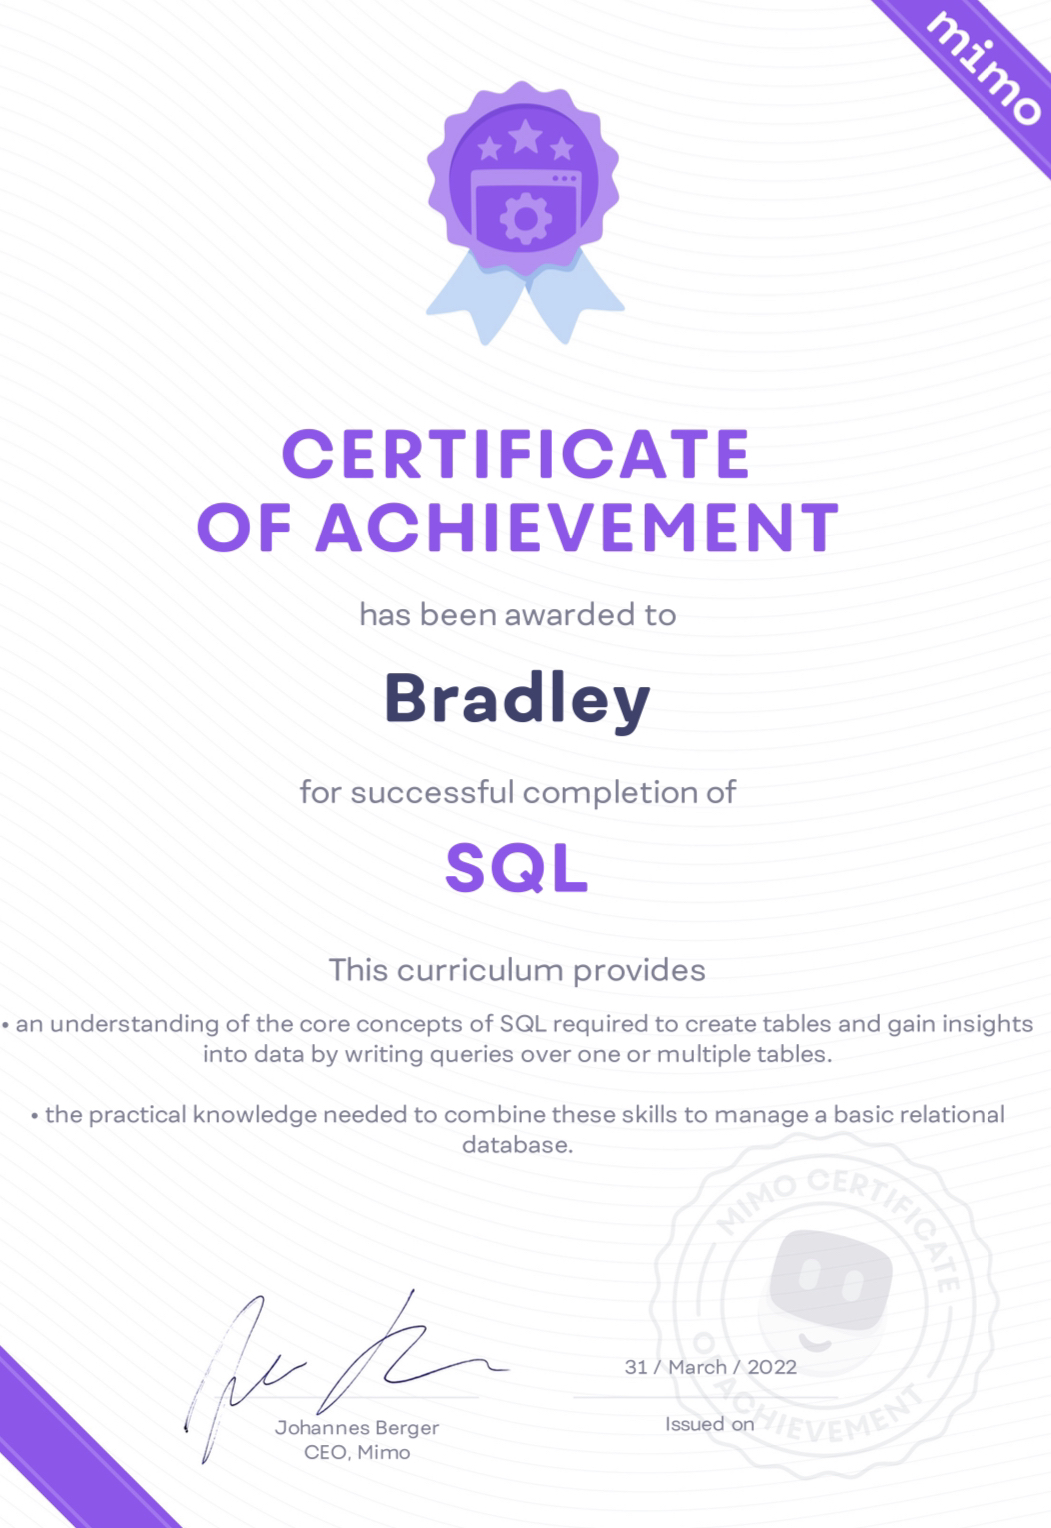 mimo
CERTIFICATE
OF ACHIEVEMENT
has been awarded to
Bradley
for successful completion of
SQL
This curriculum provides
• an understanding of the core concepts of SQL required to create tables and gain insights
into data by writing queries over one or multiple tables.
• the practical knowledge needed to combine these skills to manage a basic relational
database.
MIMO CERTIFICATE
OF ACHIEVEMENT
31 / March / 2022
Issued on
Johannes Berger
CEO, Mimo